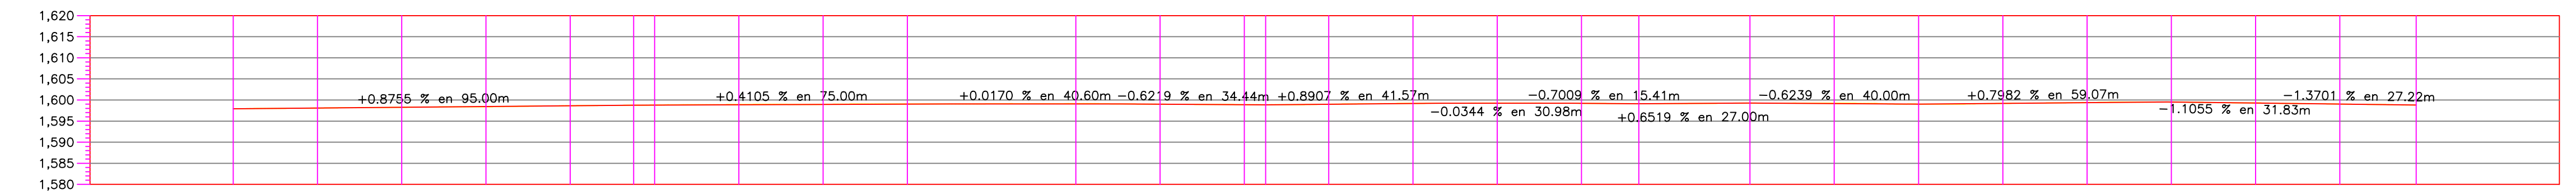 1,620
1,615
1,610
1,605
1,600
1,595
1,590
1,585
1,580
+0.8755 % en 95.00m
+0.4105 % en 75.00m
+0.0170 % en 40.60m
−0.6219 % en 34.44m
+0.8907 % en 41.57m
−0.0344 % en 30.98m
−0.7009 % en 15.41m
+0.6519 % en 27.00m
−0.6239 % en 40.00m
+0.7982 % en 59.07m
−1.1055 % en 31.83m
−1.3701 % en 27.22m